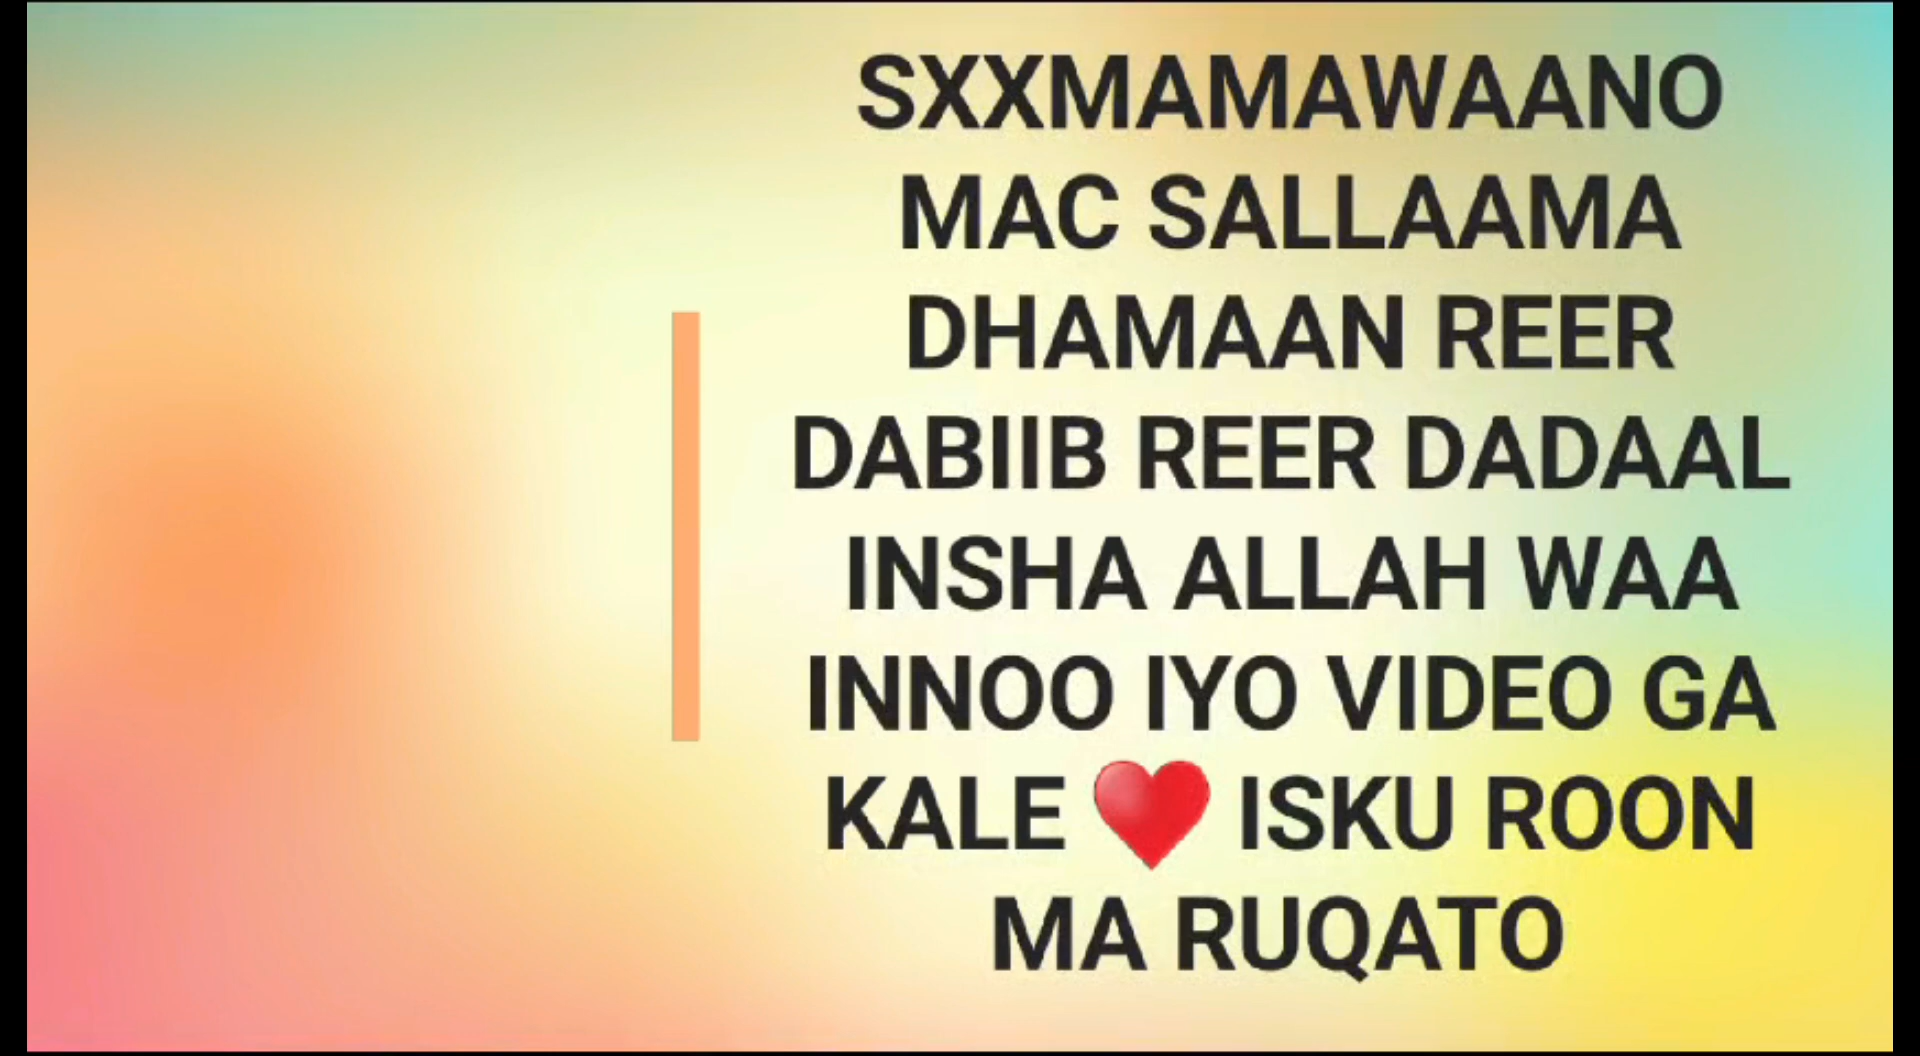 SXXMAMAWAANO
MAC SALLAAMA
DHAMAAN REER
DABIIB REER DADAAL
INSHA ALLAH WAA
INNOO IYO VIDEO GA
KALE ❤️ ISKU ROON
MA RUQATO